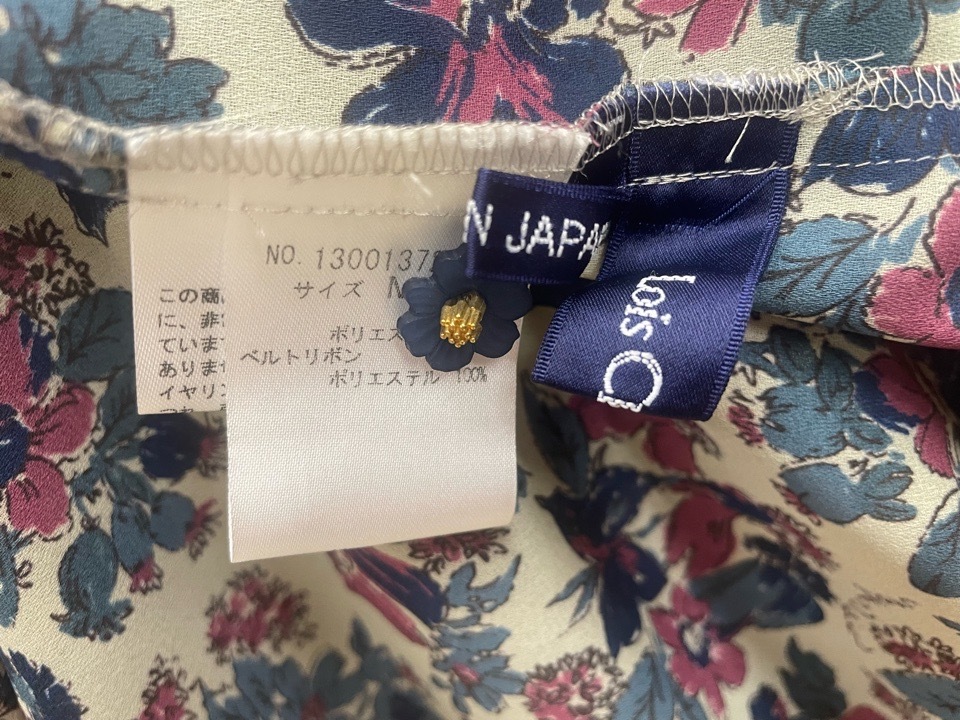 NO. 130013
サイズ
ポリエス
ベルトリボン
ポリエステル 100%
この商
に、非
ていま
ありませ
イヤリン
N JAPA
Lois C